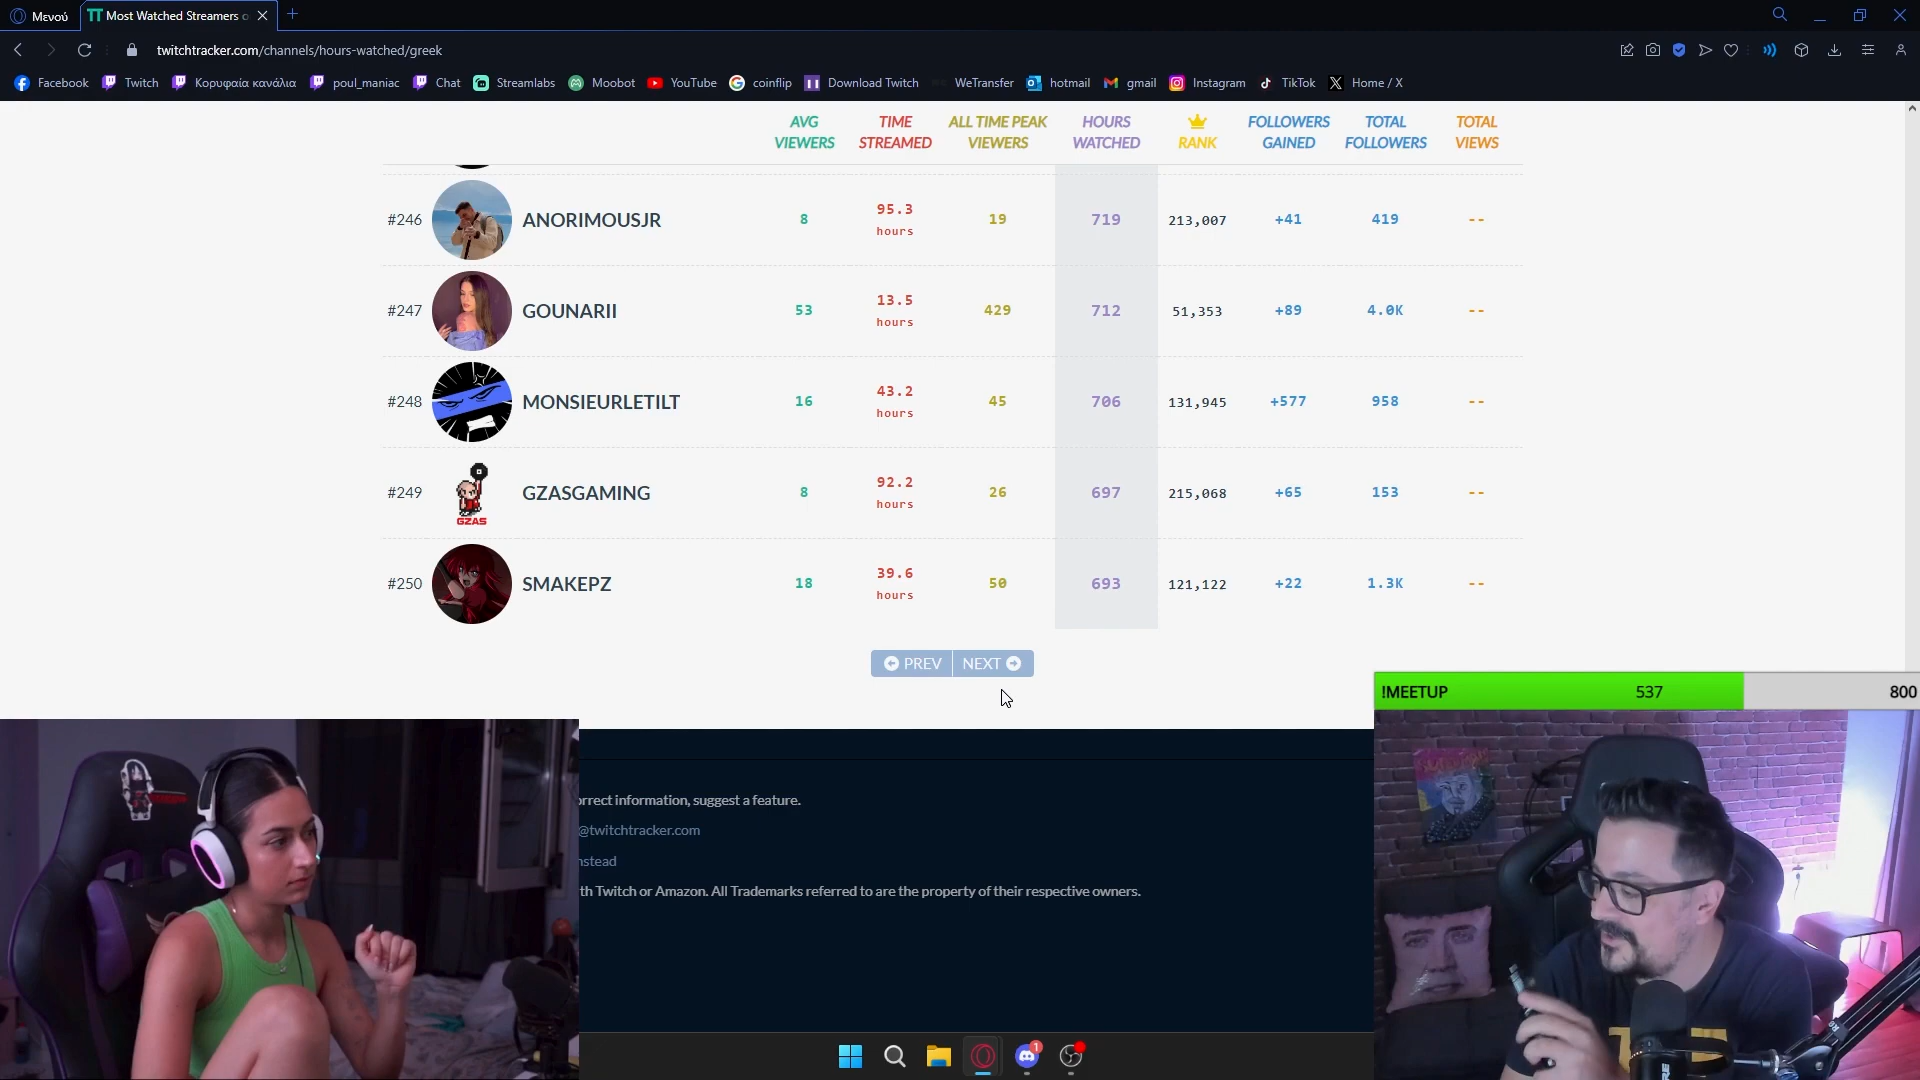 Μενού
Most Watched Streamers o
twitchtracker.com/channels/hours-watched/greek
Facebook Twitch Κορυφαία κανάλια poul_maniac Chat Streamlabs Moobot YouTube coinflip Download Twitch WeTransfer hotmail gmail Instagram TikTok Home / X
AVG VIEWERS TIME STREAMED ALL TIME PEAK VIEWERS HOURS WATCHED RANK FOLLOWERS GAINED TOTAL FOLLOWERS TOTAL VIEWS
#246 ANORIMOUSJR 8 95.3 hours 19 719 213,007 +41 419 --
#247 GOUNARII 53 13.5 hours 429 712 51,353 +89 4.0K --
#248 MONSIEURLETILT 16 43.2 hours 45 706 131,945 +577 958 --
#249 GZAS GZASGAMING 8 92.2 hours 26 697 215,068 +65 153 --
#250 SMAKEPZ 18 39.6 hours 50 693 121,122 +22 1.3K --
PREV NEXT
!MEETUP 537 800
orrect information, suggest a feature.
@twitchtracker.com
nstead
th Twitch or Amazon. All Trademarks referred to are the property of their respective owners.
1